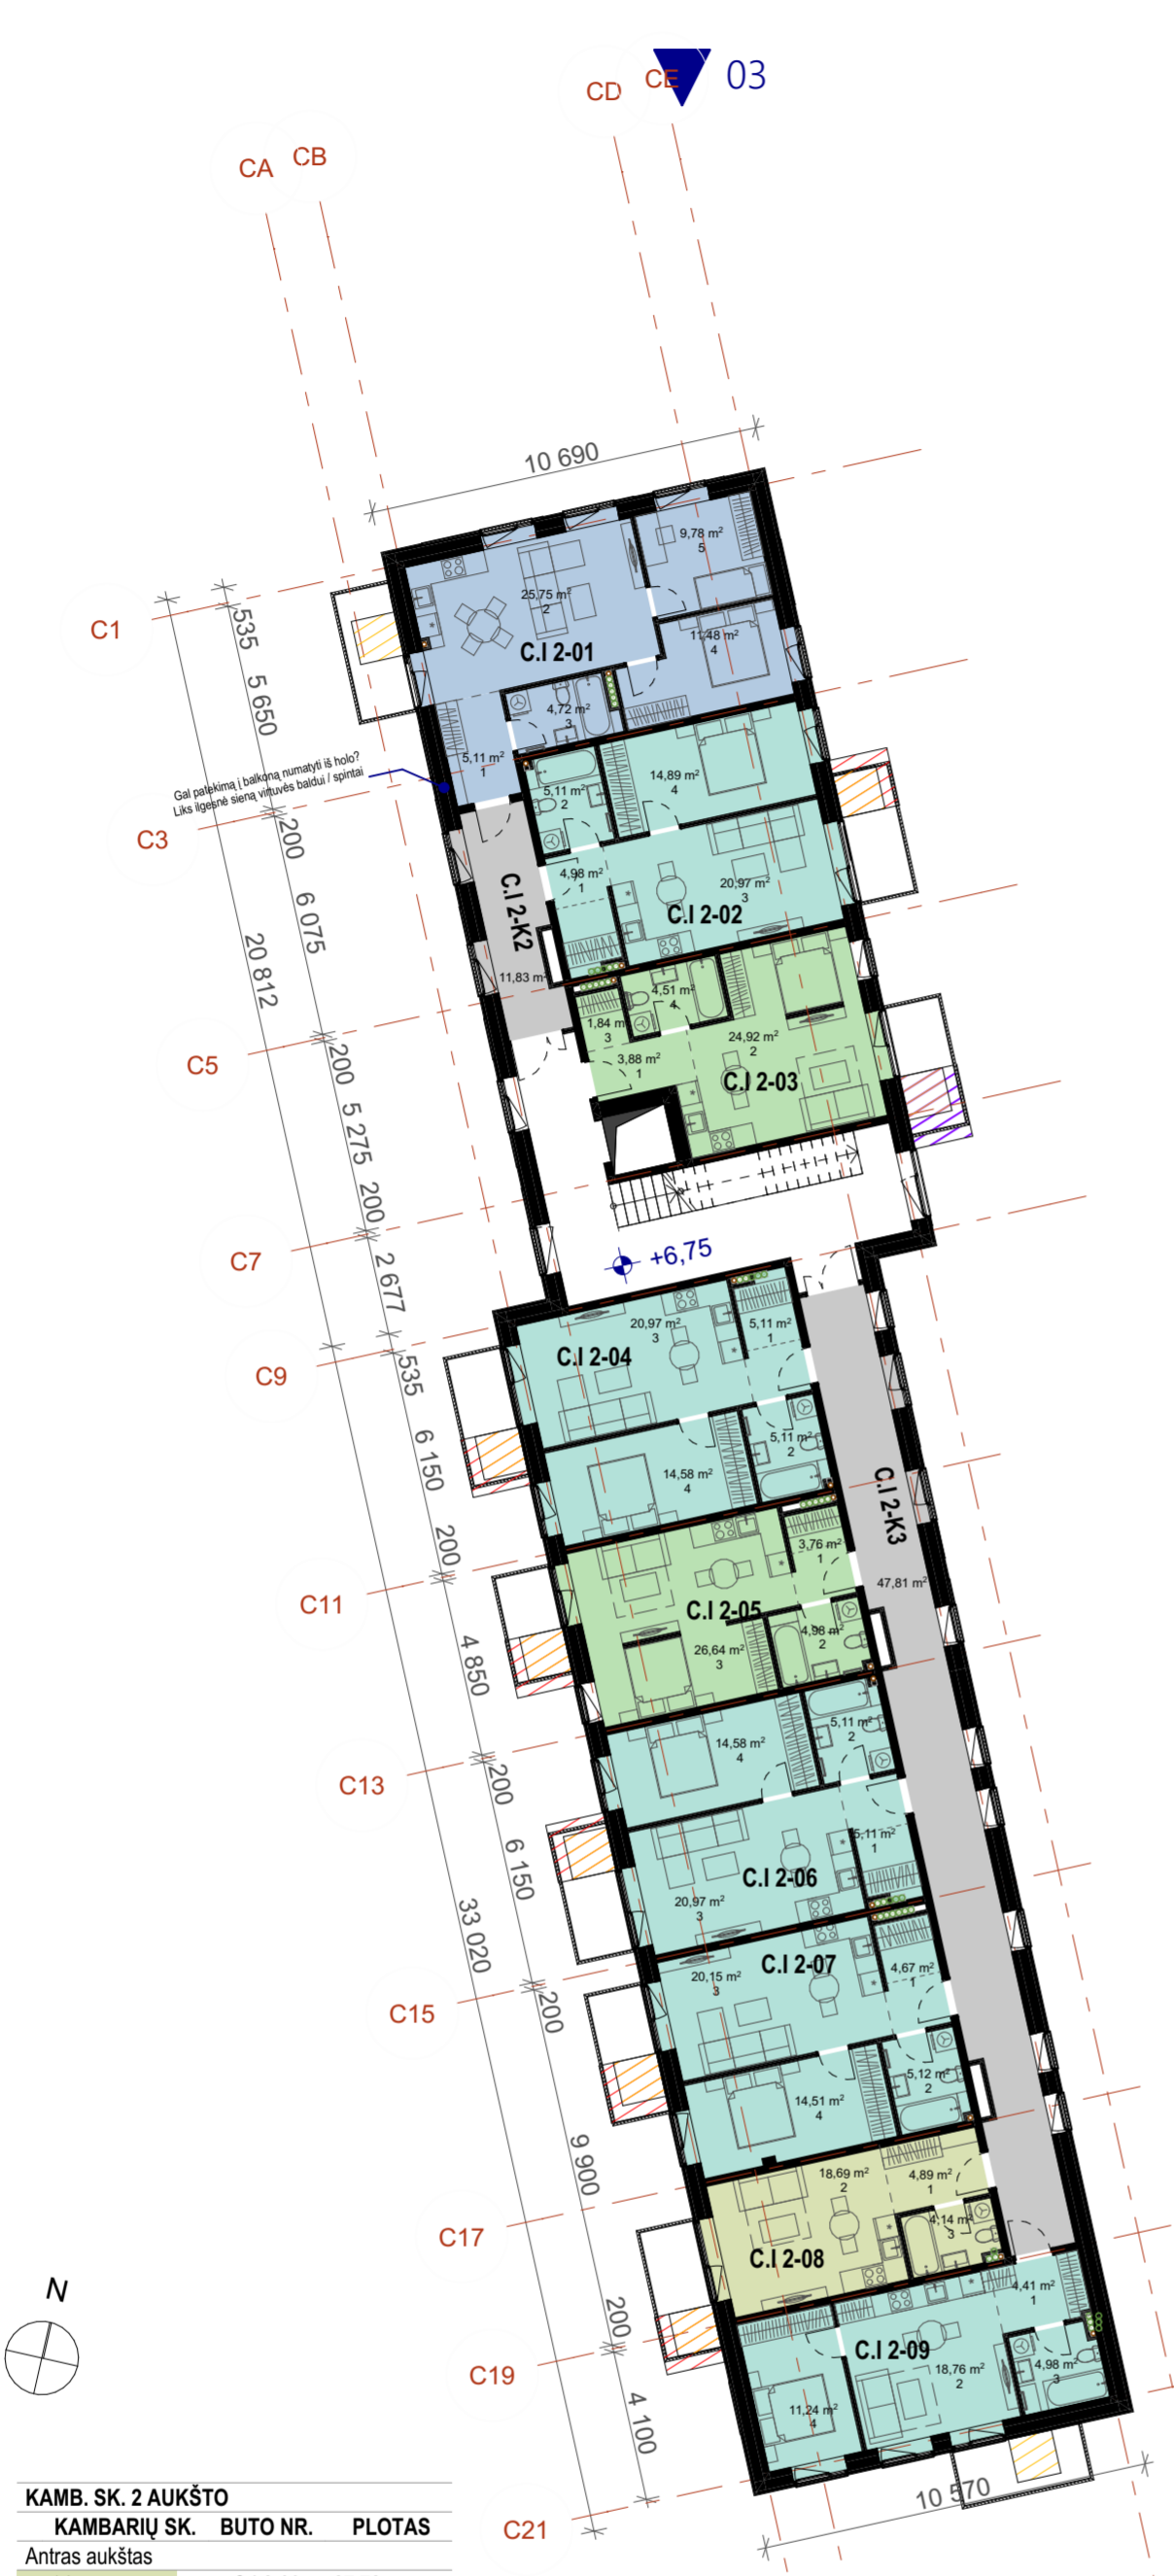 03
CE
CD
CB
CA
10 690
9,78 m²
5
25,75 m²
2
C.I 2-01
11,48 m²
4
C1
535
5 650
4,72 m²
3
5,11 m²
1
Gal patekimą į balkoną numatyti iš holo?
Liks ilgesnė sieną virtuvės baldui / spintai
14,89 m²
4
5,11 m²
2
C3
200
4,98 m²
1
20,97 m²
3
C.I 2-02
C.I 2-K2
11,83 m²
6 075
20 812
4,51 m²
4
1,84 m
3
24,92 m²
2
3,88 m²
1
C.I 2-03
C5
200
5 275
200
C7
2 677
+6,75
20,97 m²
3
5,11 m²
1
C.I 2-04
C9
535
6 150
14,58 m²
4
5,11 m²
2
C.I 2-K3
47,81 m²
200
C11
3,76 m²
1
C.I 2-05
4,98 m²
2
26,64 m²
3
4 850
14,58 m²
4
5,11 m²
2
C13
200
6 150
5,11 m²
1
C.I 2-06
20,97 m²
3
33 020
C.I 2-07
20,15 m²
3
4,67 m²
1
C15
200
5,12 m²
2
14,51 m²
4
9 900
18,69 m²
2
4,89 m²
1
C17
4,14 m²
3
C.I 2-08
N
4,41 m²
1
200
C.I 2-09
C19
18,76 m²
2
4,98 m²
3
11,24 m²
4
4 100
10 570
C21
KAMB. SK. 2 AUKŠTO
KAMBARIŲ SK. BUTO NR. PLOTAS
Antras aukštas